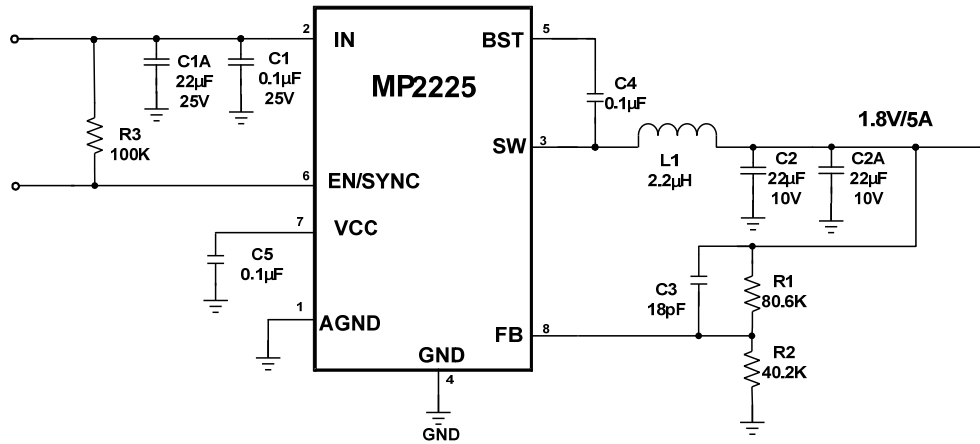 2
IN
C1A
22µF
25V
C1
0.1µF
25V
R3
100K
MP2225
BST
5
C4
0.1µF
SW
3
1.8V/5A
L1
2.2µH
C2
22µF
10V
C2A
22µF
10V
6
EN/SYNC
7
VCC
C5
0.1µF
1
AGND
FB
8
C3
18pF
R1
80.6K
R2
40.2K
GND
4
GND